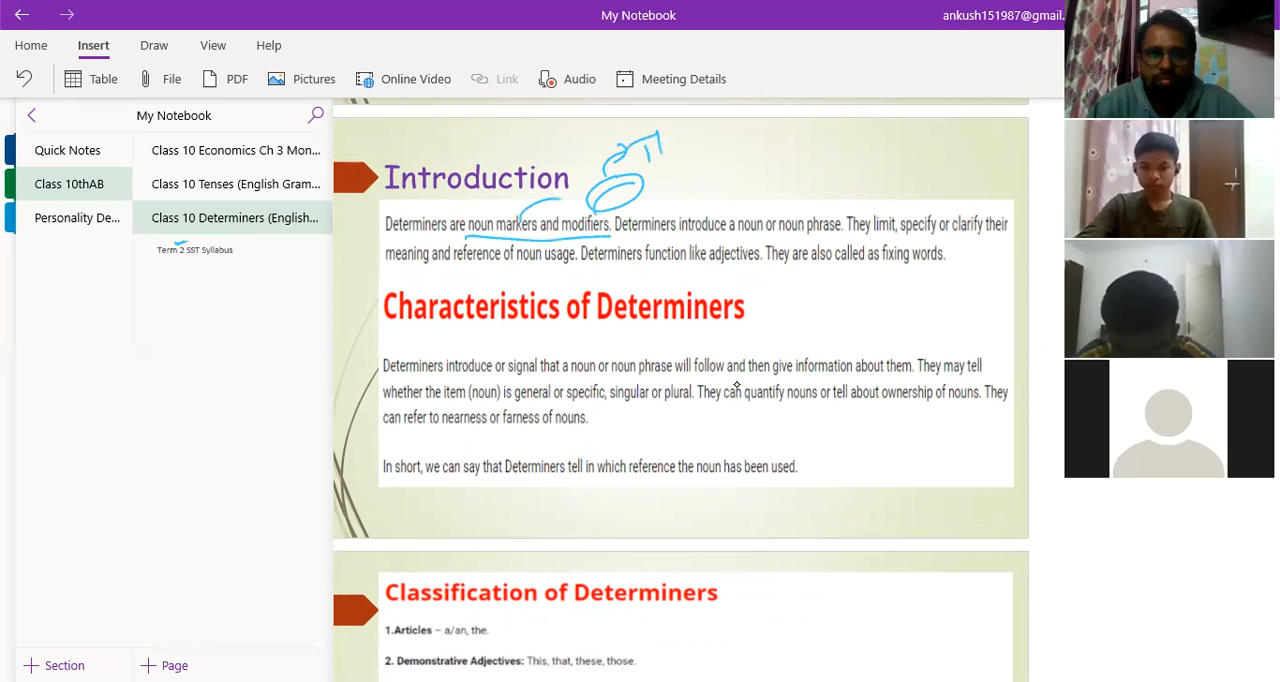 My Notebook
ankush151987@gmail.
Home Insert Draw View Help
Table File PDF Pictures Online Video Link Audio Meeting Details
My Notebook
Quick Notes
Class 10thAB
Personality De...
Class 10 Economics Ch 3 Mon...
Class 10 Tenses (English Gram...
Class 10 Determiners (English...
Term 2 SST Syllabus
Introduction
Determiners are noun markers and modifiers. Determiners introduce a noun or noun phrase. They limit, specify or clarify their
meaning and reference of noun usage. Determiners function like adjectives. They are also called as fixing words.
Characteristics of Determiners
Determiners introduce or signal that a noun or noun phrase will follow and then give information about them. They may tell
whether the item (noun) is general or specific, singular or plural. They can quantify nouns or tell about ownership of nouns. They
can refer to nearness or farness of nouns.
In short, we can say that Determiners tell in which reference the noun has been used.
Classification of Determiners
1.Articles – a/an, the.
2. Demonstrative Adjectives: This, that, these, those.
Section Page